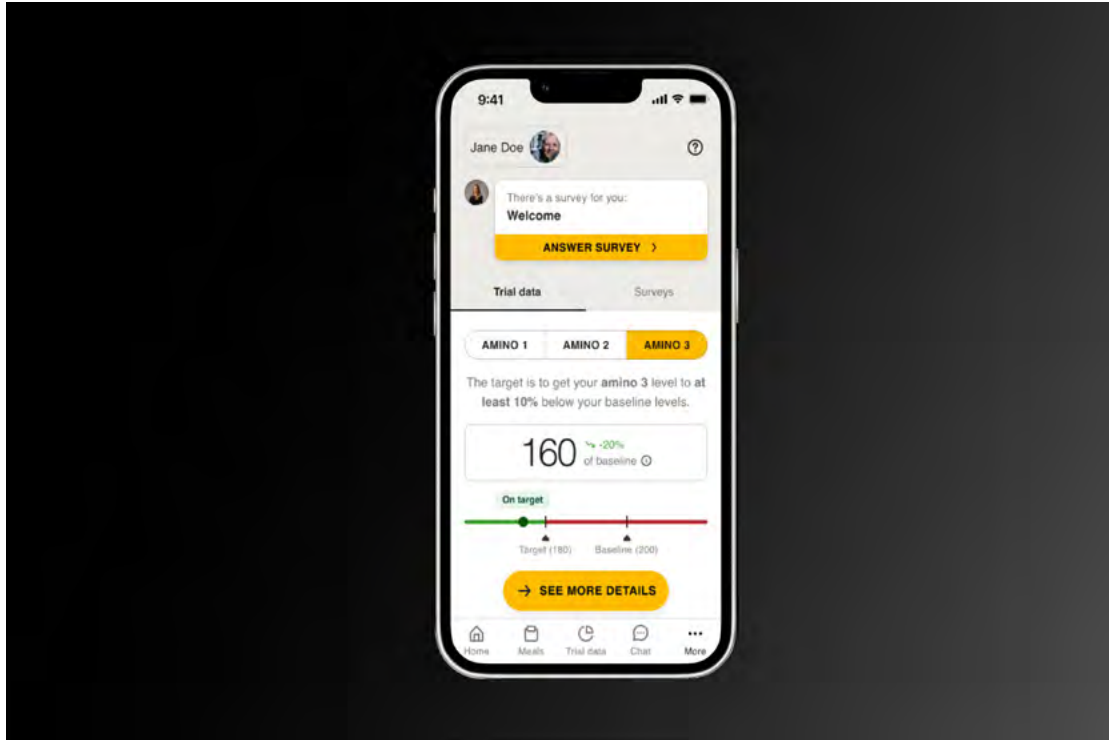 9:41
Jane Doe
There's a survey for you:
Welcome
ANSWER SURVEY
Trial data Surveys
AMINO 1 AMINO 2 AMINO 3
The target is to get your amino 3 level to at
least 10% below your baseline levels.
160 -20%
of baseline
On target
Target (180) Baseline (200)
SEE MORE DETAILS
Home Meals Trial data Chat More